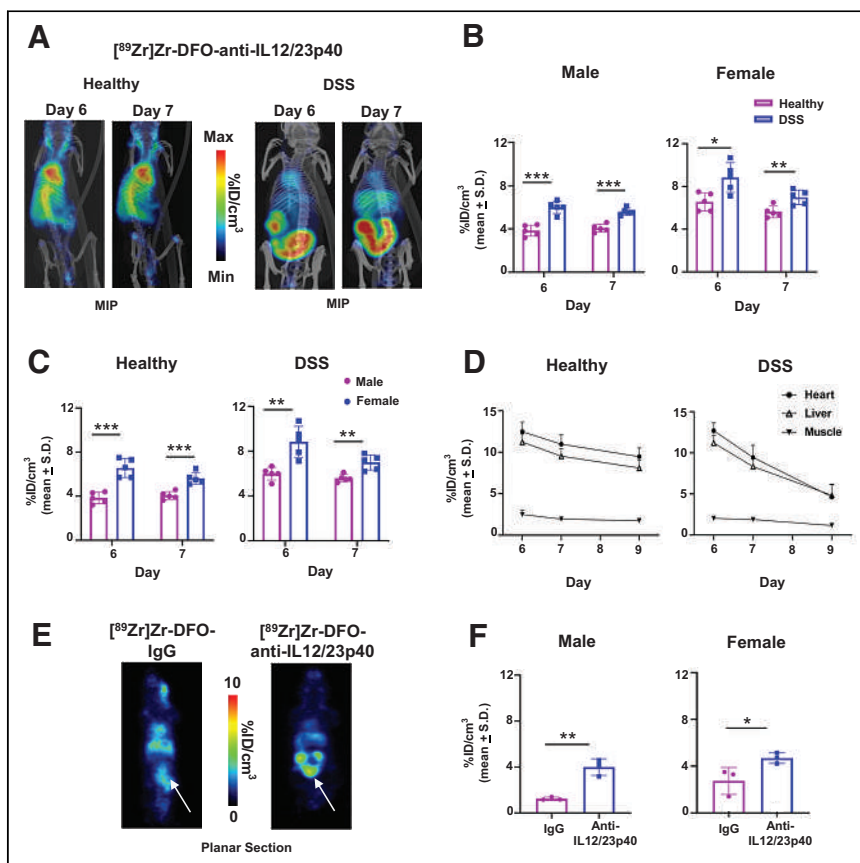 A
[⁸⁹Zr]Zr-DFO-anti-IL12/23p40
Healthy
DSS
Day 6
Day 7
Day 6
Day 7
Max
%ID/cm³
Min
MIP
MIP
B
Male
Female
Healthy
DSS
%ID/cm³
(mean ± S.D.)
12
8
4
0
***
***
6
7
Day
12
9
6
3
0
*
**
6
7
Day
C
Healthy
DSS
Male
Female
%ID/cm³
(mean ± S.D.)
12
8
4
0
***
***
6
7
Day
12
8
4
0
**
**
6
7
Day
D
Healthy
DSS
Heart
Liver
Muscle
%ID/cm³
(mean ± S.D.)
15
10
5
0
6
7
8
9
Day
15
10
5
0
6
7
8
9
Day
E
[⁸⁹Zr]Zr-DFO-
IgG
[⁸⁹Zr]Zr-DFO-
anti-IL12/23p40
10
%ID/cm³
0
Planar Section
F
Male
Female
%ID/cm³
(mean ± S.D.)
12
8
4
0
**
IgG
Anti-
IL12/23p40
12
8
4
0
*
IgG
Anti-
IL12/23p40